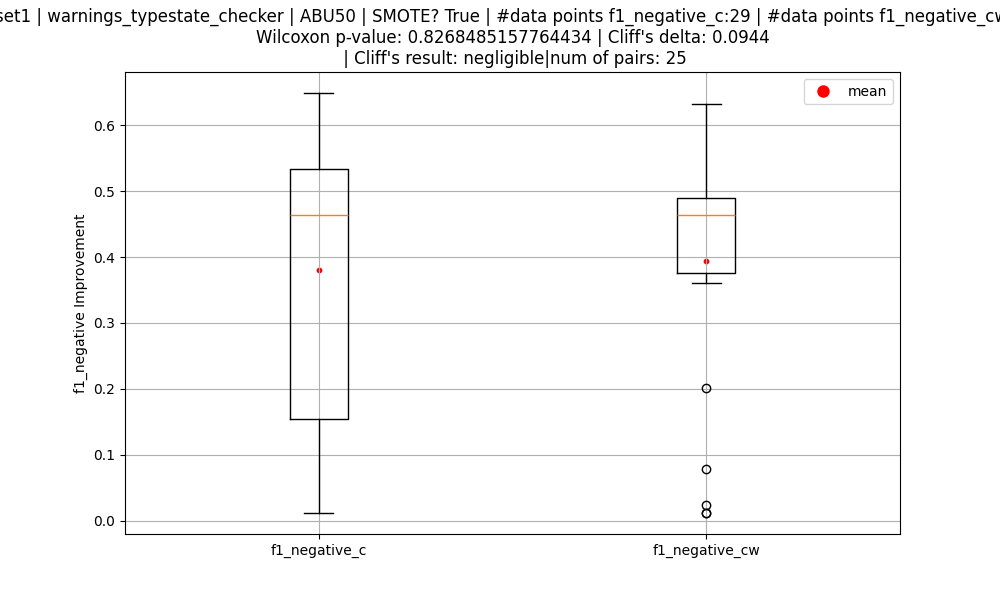 set1 | warnings_typestate_checker | ABU50 | SMOTE? True | #data points f1_negative_c:29 | #data points f1_negative_cw
Wilcoxon p-value: 0.8268485157764434 | Cliff's delta: 0.0944
| Cliff's result: negligible|num of pairs: 25
mean
f1_negative Improvement
0.6
0.5
0.4
0.3
0.2
0.1
0.0
f1_negative_c
f1_negative_cw